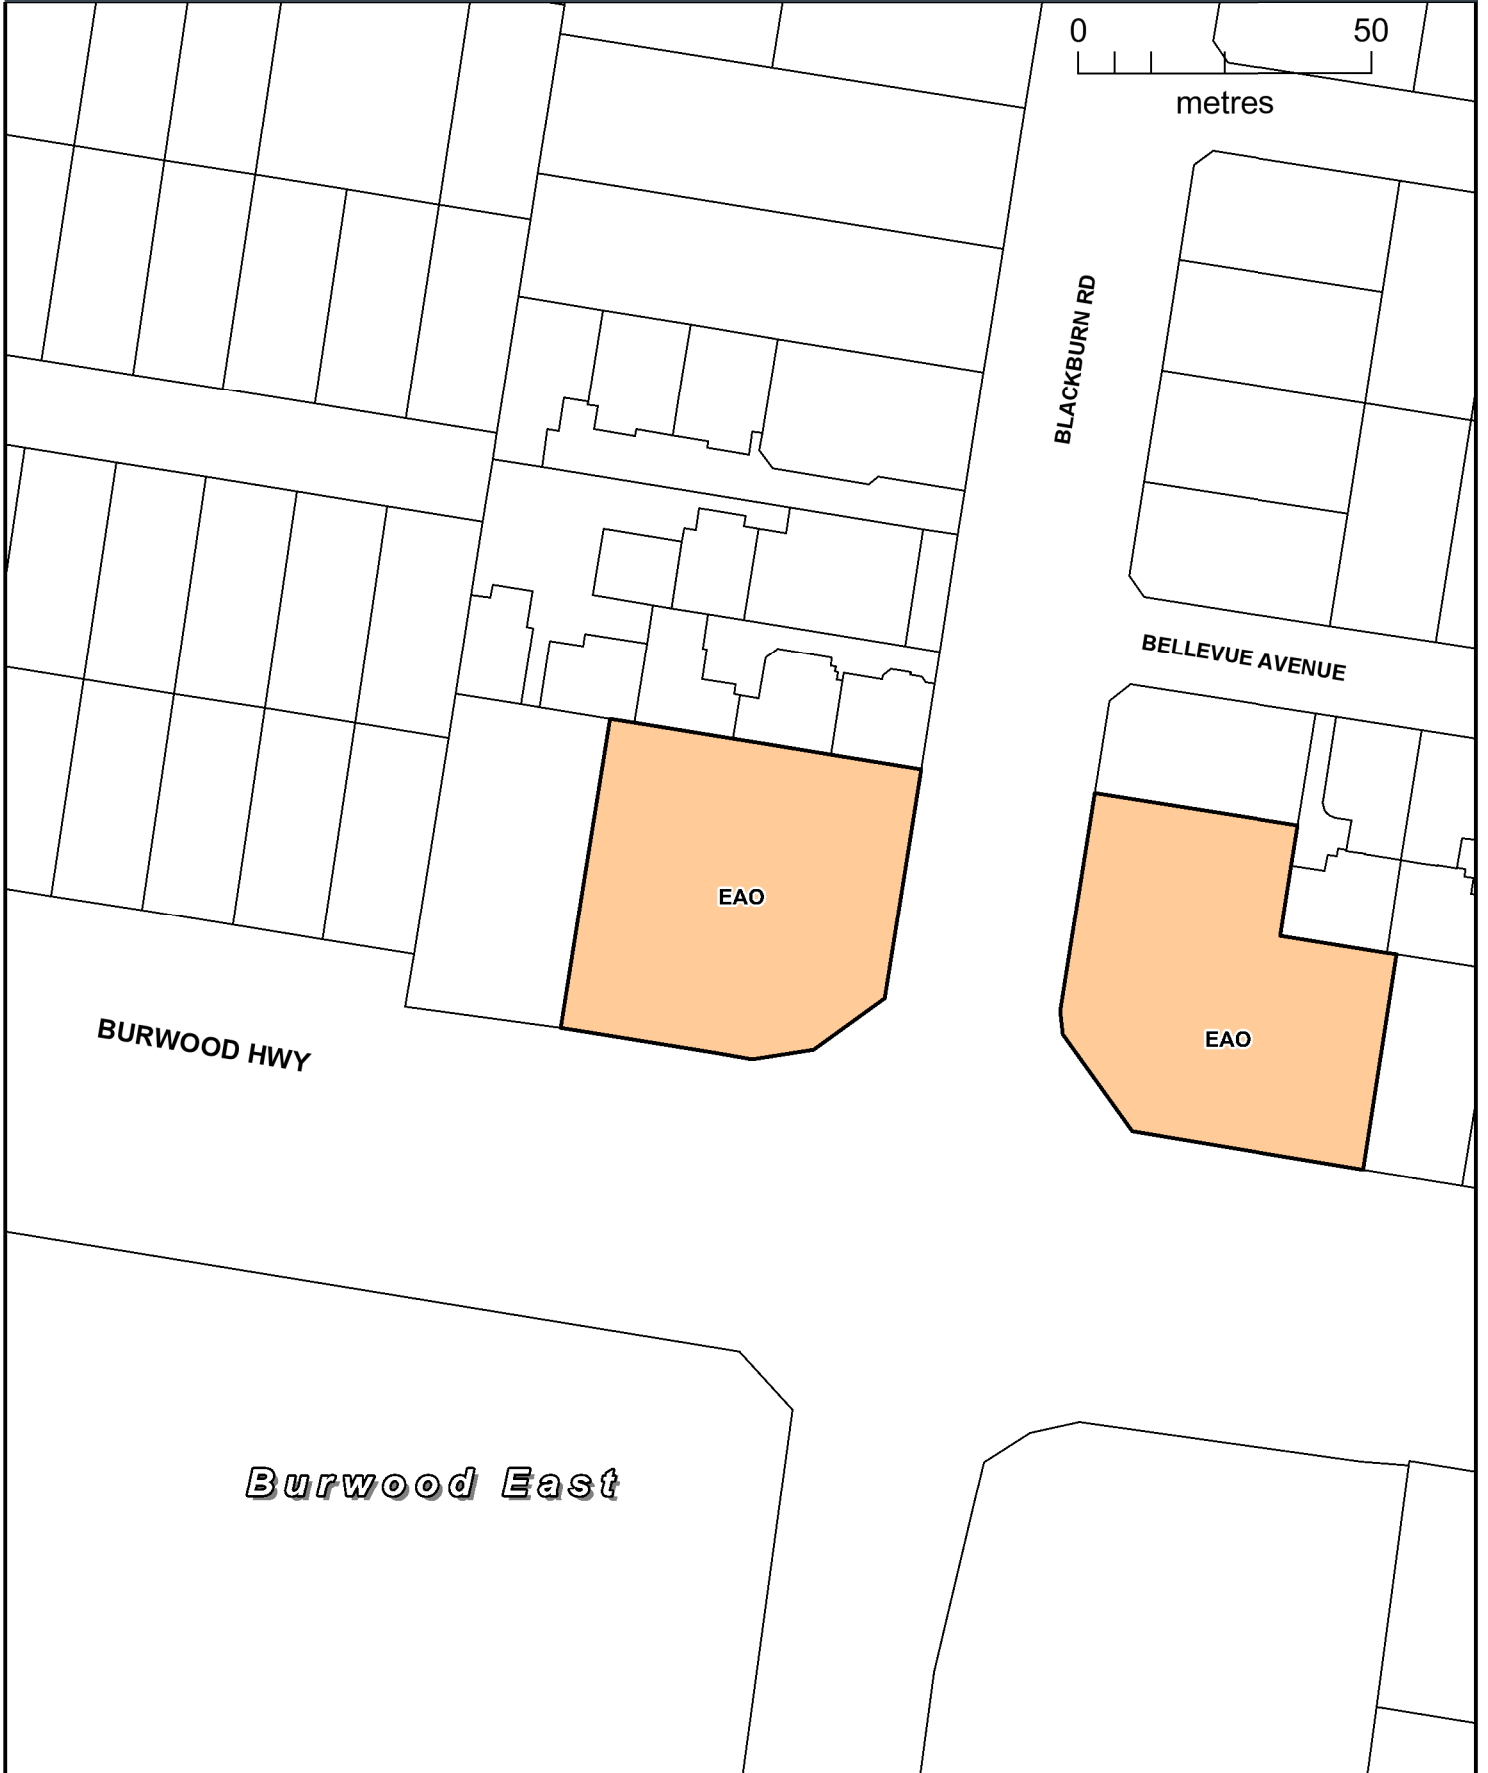 0 50
metres
BLACKBURN RD
BELLEVUE AVENUE
EAO
EAO
BURWOOD HWY
Burwood East